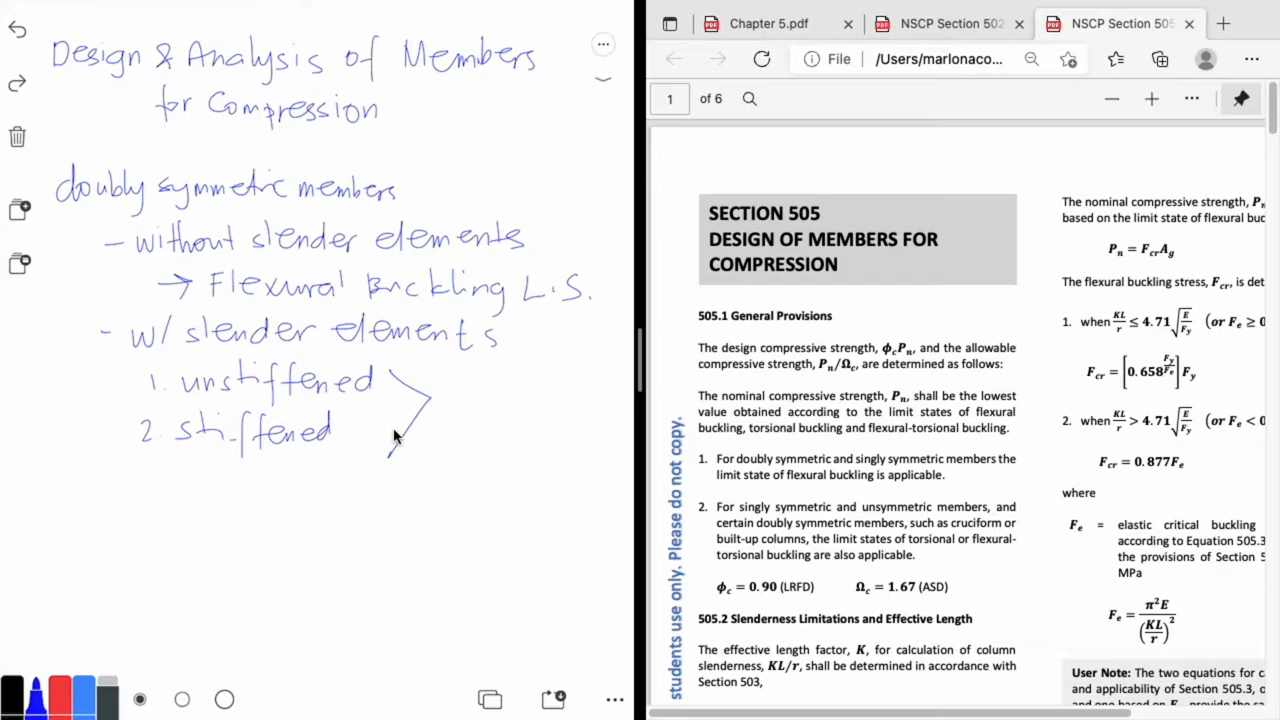 Design & Analysis of Members
for Compression
doubly symmetric members
- without slender elements
→ Flexural Buckling L.S.
- w/ slender elements
1. unstiffened
2. stiffened
Chapter 5.pdf
NSCP Section 502
NSCP Section 505
File
/Users/marlonaco...
1 of 6
students use only. Please do not copy.
SECTION 505
DESIGN OF MEMBERS FOR
COMPRESSION
505.1 General Provisions
The design compressive strength, ϕcPn, and the allowable
compressive strength, Pn/Ωc, are determined as follows:
The nominal compressive strength, Pn, shall be the lowest
value obtained according to the limit states of flexural
buckling, torsional buckling and flexural-torsional buckling.
1. For doubly symmetric and singly symmetric members the
limit state of flexural buckling is applicable.
2. For singly symmetric and unsymmetric members, and
certain doubly symmetric members, such as cruciform or
built-up columns, the limit states of torsional or flexural-
torsional buckling are also applicable.
ϕc = 0.90 (LRFD) Ωc = 1.67 (ASD)
505.2 Slenderness Limitations and Effective Length
The effective length factor, K, for calculation of column
slenderness, KL/r, shall be determined in accordance with
Section 503,
The nominal compressive strength, Pn
based on the limit state of flexural buc
Pn = FcrAg
The flexural buckling stress, Fcr, is det
1. when KL/r ≤ 4.71√(E/Fy) (or Fe ≥ 0
Fcr = [0.658^(Fy/Fe)] Fy
2. when KL/r > 4.71√(E/Fy) (or Fe < 0
Fcr = 0.877Fe
where
Fe = elastic critical buckling
according to Equation 505.3
the provisions of Section 5
MPa
Fe = π²E/(KL/r)²
User Note: The two equations for c
and applicability of Section 505.3, o